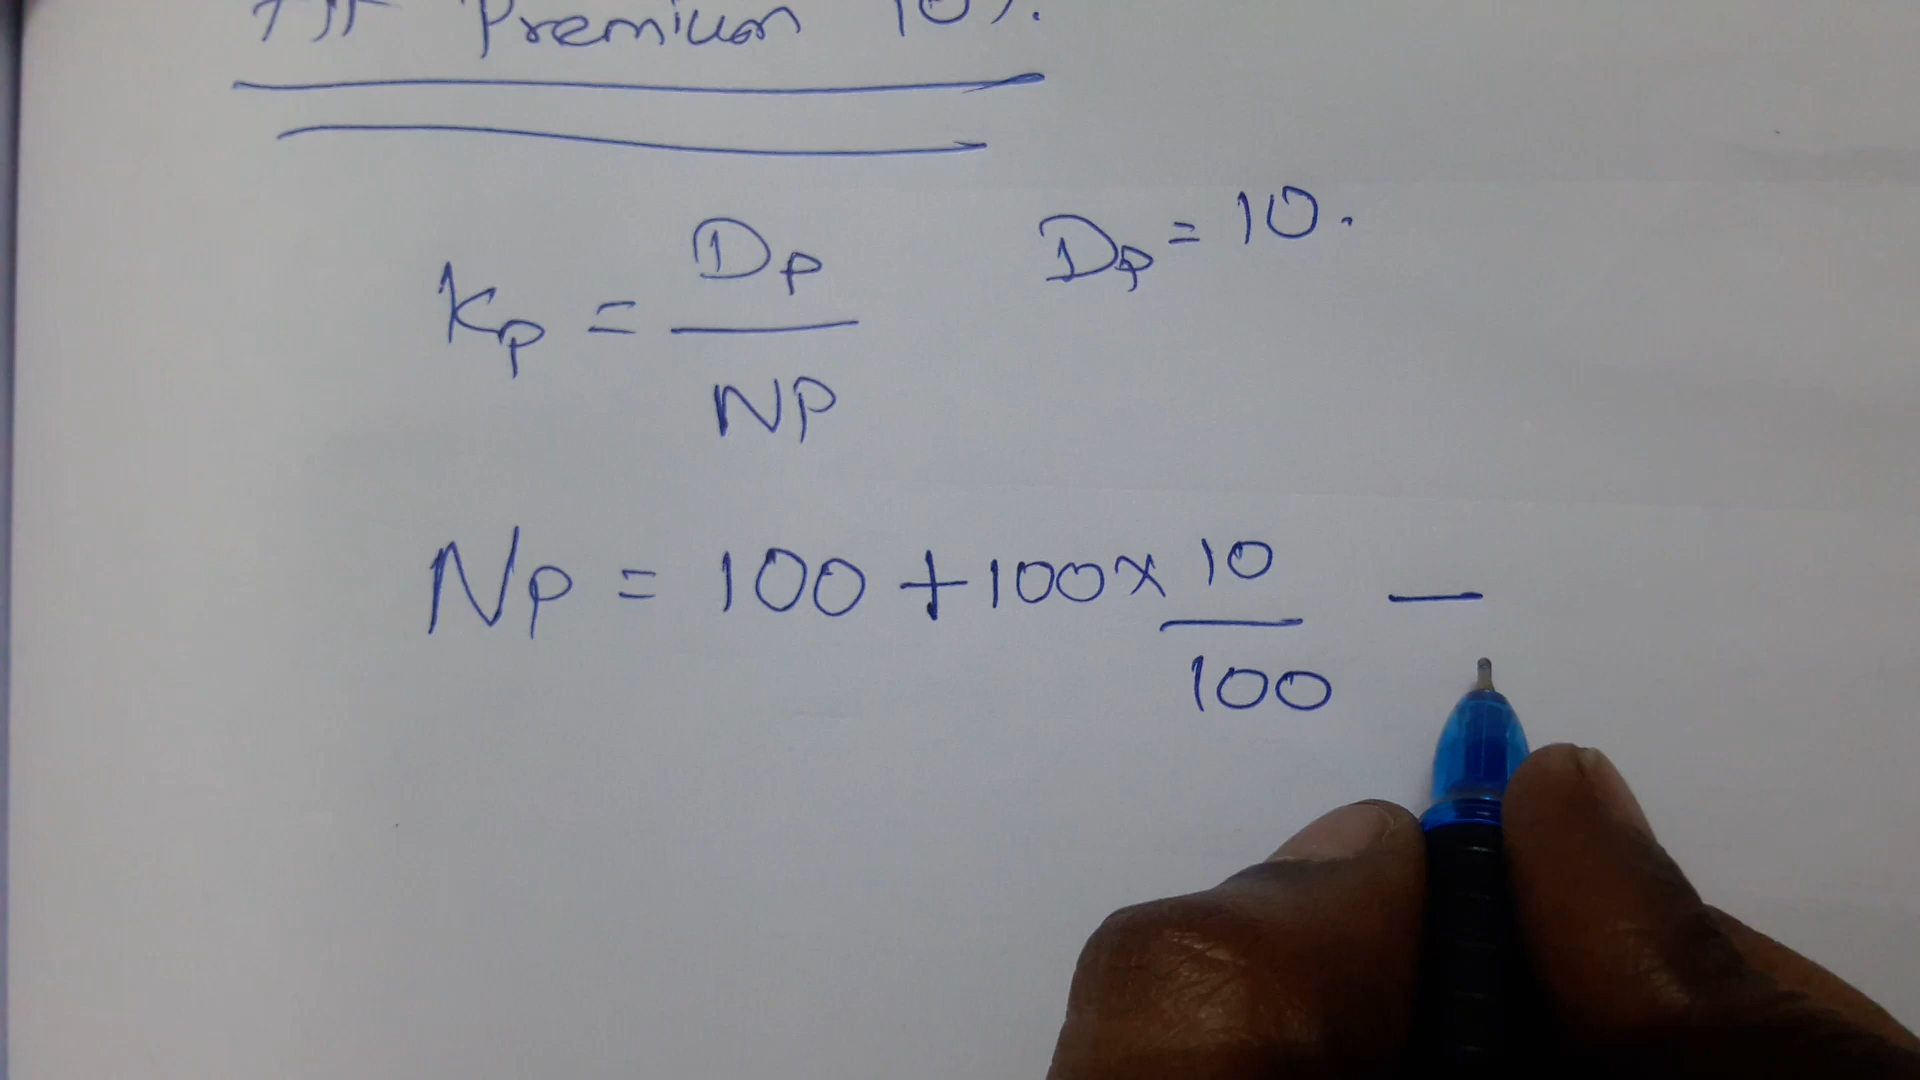 Premium 10%.
Kp = Dp / NP    Dp = 10.
Np = 100 + 100 × 10 / 100 —